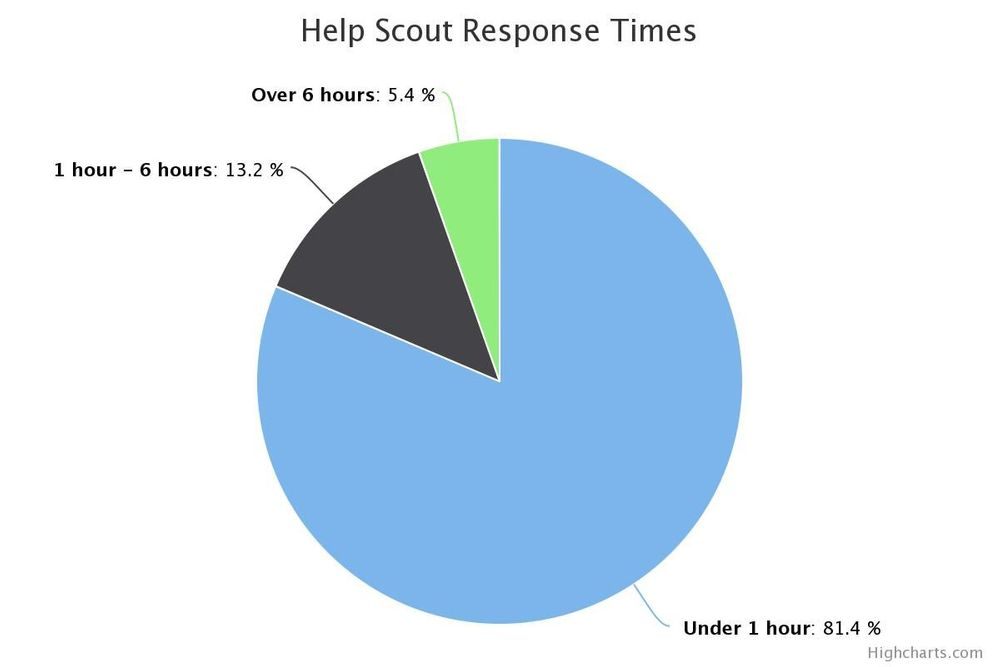 Help Scout Response Times
Over 6 hours: 5.4 %
1 hour – 6 hours: 13.2 %
Under 1 hour: 81.4 %
Highcharts.com